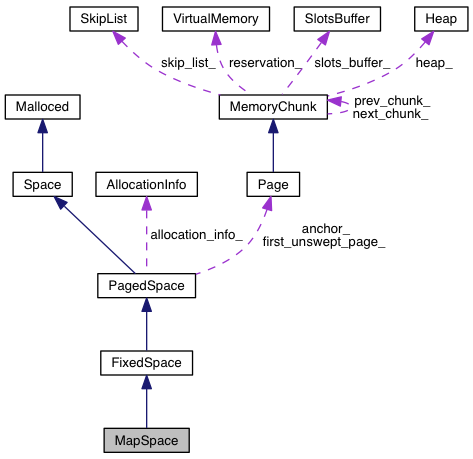 SkipList
VirtualMemory
SlotsBuffer
Heap
skip_list_
reservation_
slots_buffer_
heap_
Malloced
MemoryChunk
prev_chunk_
next_chunk_
Space
AllocationInfo
Page
allocation_info_
anchor_
first_unswept_page_
PagedSpace
FixedSpace
MapSpace